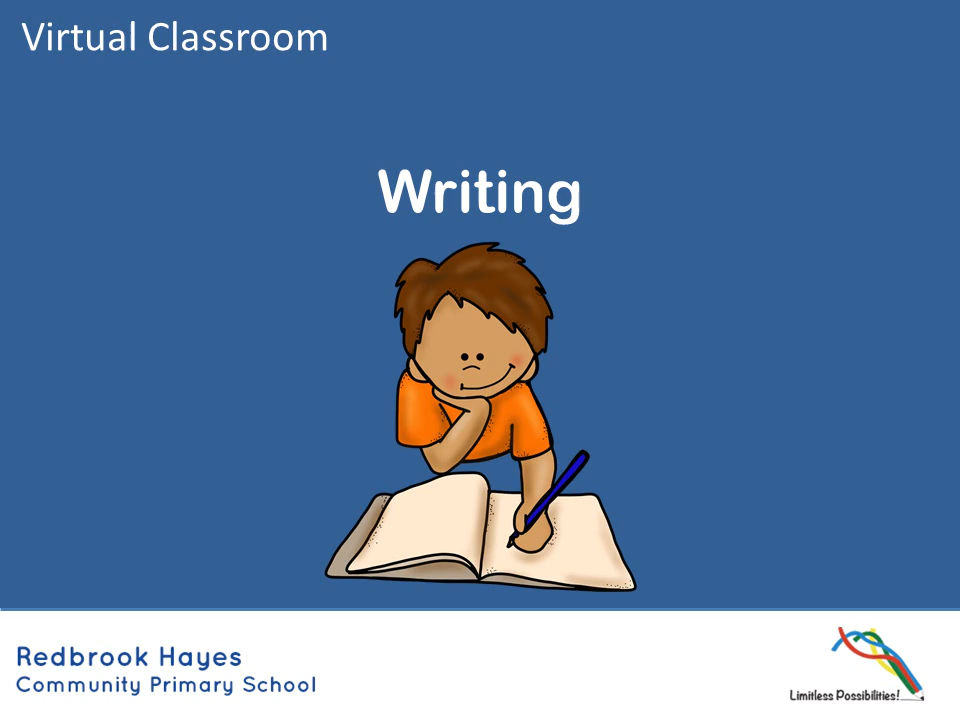 Virtual Classroom
Writing
Redbrook Hayes
Community Primary School
Limitless Possibilities!